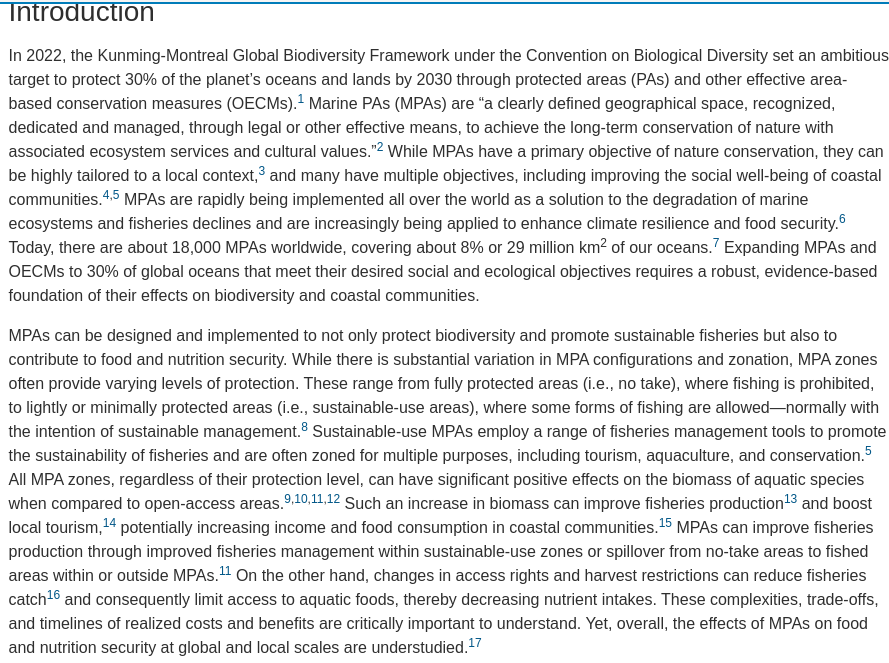 Introduction
In 2022, the Kunming-Montreal Global Biodiversity Framework under the Convention on Biological Diversity set an ambitious
target to protect 30% of the planet’s oceans and lands by 2030 through protected areas (PAs) and other effective area-
based conservation measures (OECMs).1 Marine PAs (MPAs) are “a clearly defined geographical space, recognized,
dedicated and managed, through legal or other effective means, to achieve the long-term conservation of nature with
associated ecosystem services and cultural values.”2 While MPAs have a primary objective of nature conservation, they can
be highly tailored to a local context,3 and many have multiple objectives, including improving the social well-being of coastal
communities.4,5 MPAs are rapidly being implemented all over the world as a solution to the degradation of marine
ecosystems and fisheries declines and are increasingly being applied to enhance climate resilience and food security.6
Today, there are about 18,000 MPAs worldwide, covering about 8% or 29 million km2 of our oceans.7 Expanding MPAs and
OECMs to 30% of global oceans that meet their desired social and ecological objectives requires a robust, evidence-based
foundation of their effects on biodiversity and coastal communities.
MPAs can be designed and implemented to not only protect biodiversity and promote sustainable fisheries but also to
contribute to food and nutrition security. While there is substantial variation in MPA configurations and zonation, MPA zones
often provide varying levels of protection. These range from fully protected areas (i.e., no take), where fishing is prohibited,
to lightly or minimally protected areas (i.e., sustainable-use areas), where some forms of fishing are allowed—normally with
the intention of sustainable management.8 Sustainable-use MPAs employ a range of fisheries management tools to promote
the sustainability of fisheries and are often zoned for multiple purposes, including tourism, aquaculture, and conservation.5
All MPA zones, regardless of their protection level, can have significant positive effects on the biomass of aquatic species
when compared to open-access areas.9,10,11,12 Such an increase in biomass can improve fisheries production13 and boost
local tourism,14 potentially increasing income and food consumption in coastal communities.15 MPAs can improve fisheries
production through improved fisheries management within sustainable-use zones or spillover from no-take areas to fished
areas within or outside MPAs.11 On the other hand, changes in access rights and harvest restrictions can reduce fisheries
catch16 and consequently limit access to aquatic foods, thereby decreasing nutrient intakes. These complexities, trade-offs,
and timelines of realized costs and benefits are critically important to understand. Yet, overall, the effects of MPAs on food
and nutrition security at global and local scales are understudied.17